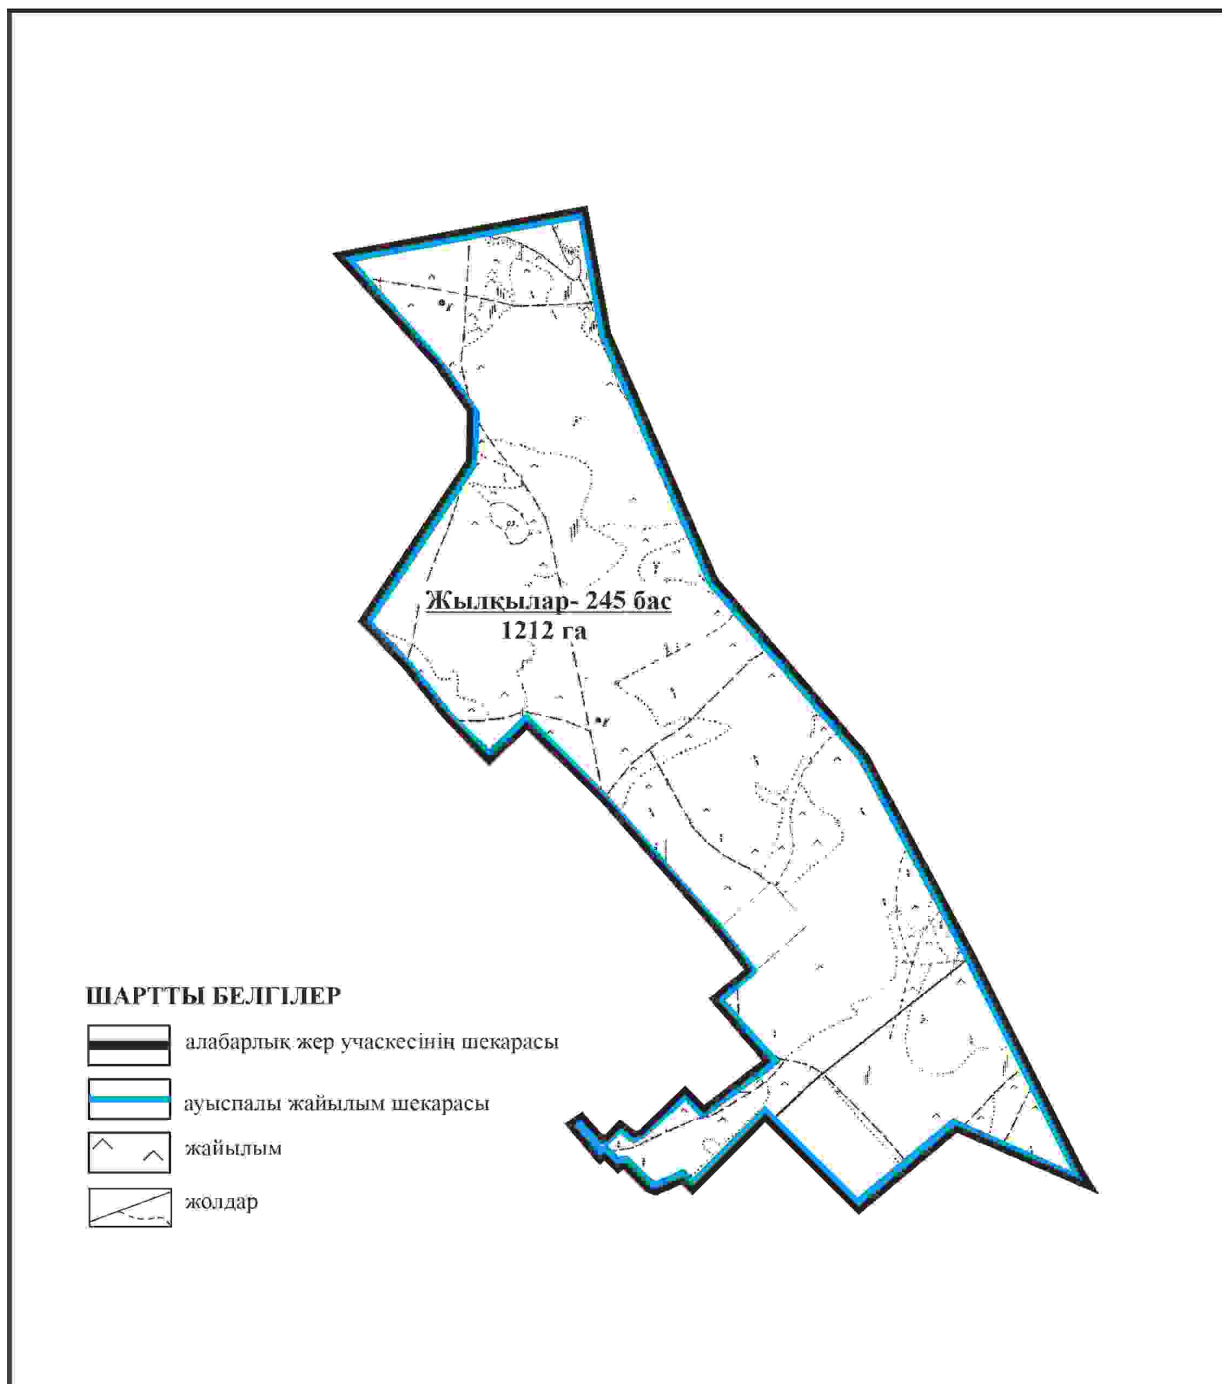 Жылқылар- 245 бас
1212 га
ШАРТТЫ БЕЛГІЛЕР
алабарлық жер учаскесінің шекарасы
ауыспалы жайылым шекарасы
жайылым
жолдар